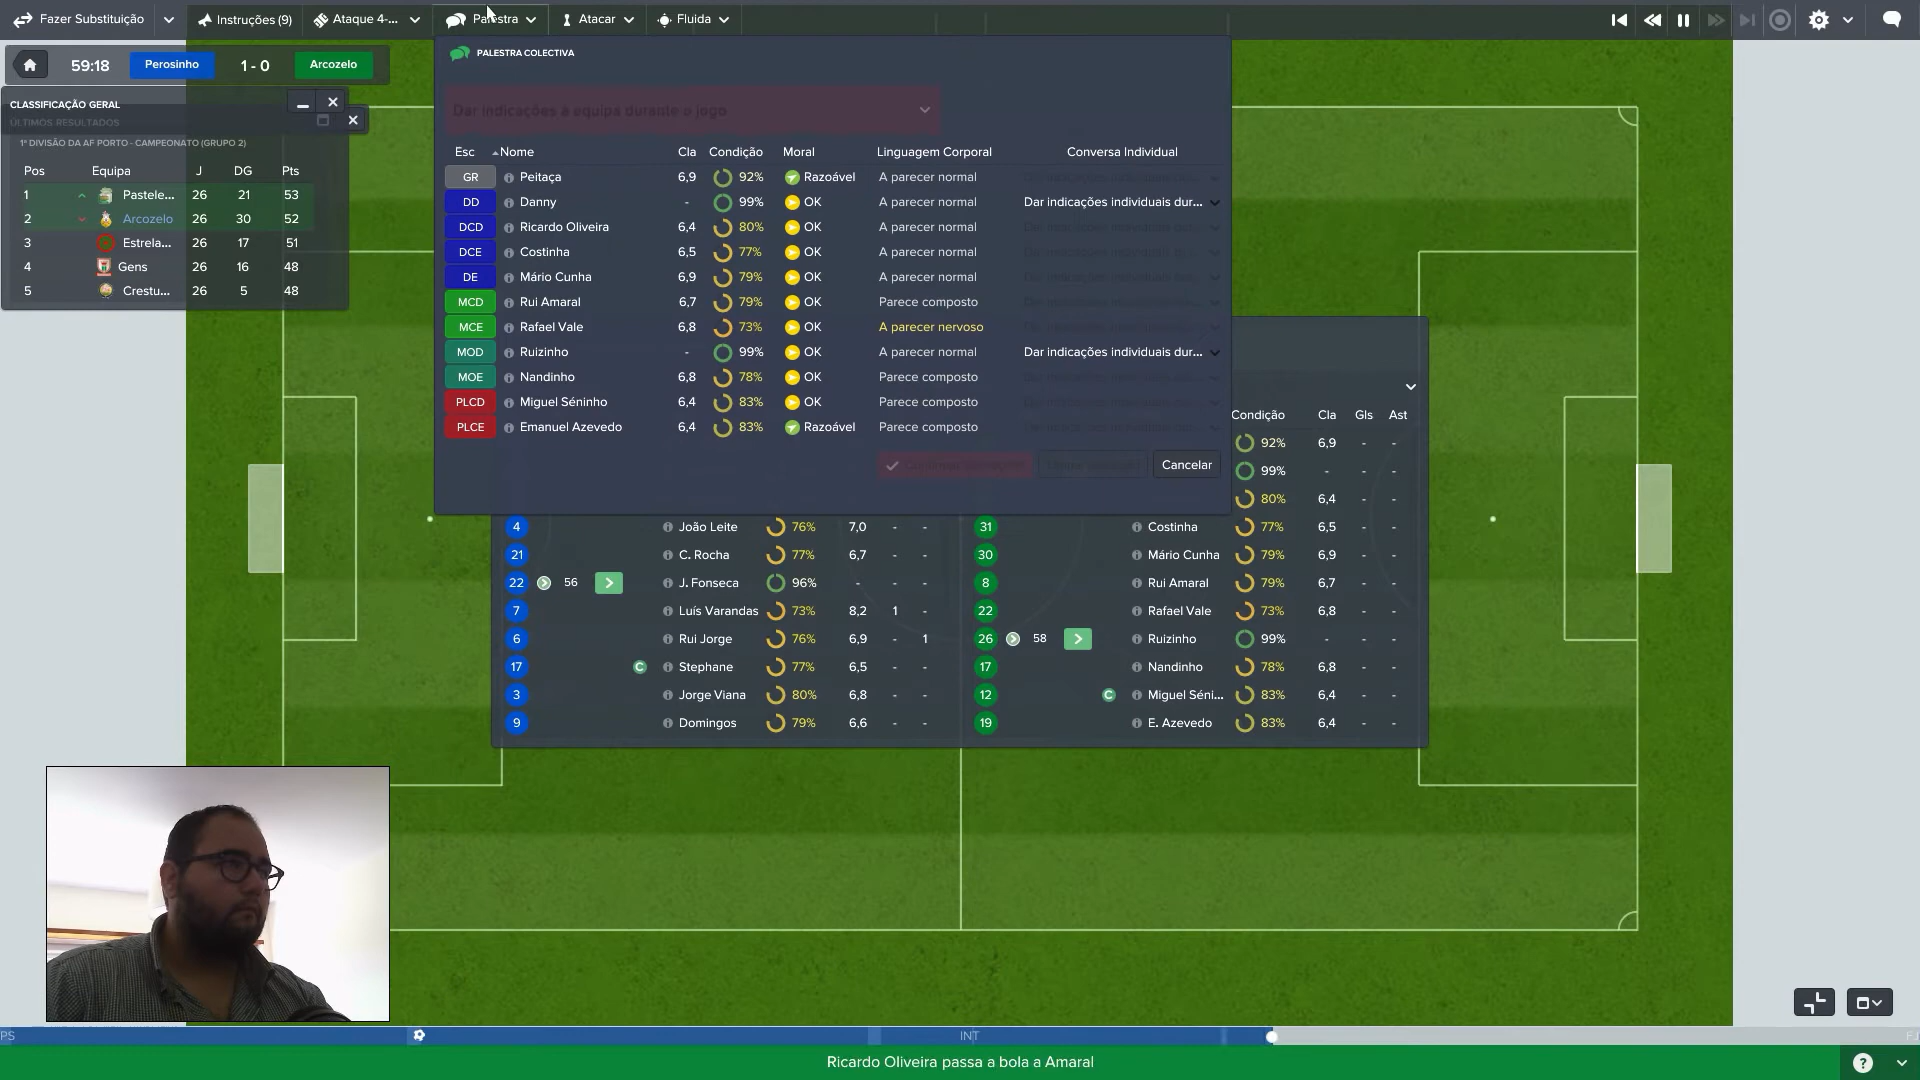 Fazer Substituição
Instruções (9)
Ataque 4-...
Palestra
Atacar
Fluida
59:18
Perosinho
1 - 0
Arcozelo
CLASSIFICAÇÃO GERAL
ÚLTIMOS RESULTADOS
1ª DIVISÃO DA AF PORTO - CAMPEONATO (GRUPO 2)
Pos Equipa J DG Pts
1 Pastele... 26 21 53
2 Arcozelo 26 30 52
3 Estrela... 26 17 51
4 Gens 26 16 48
5 Crestu... 26 5 48
PALESTRA COLECTIVA
Dar indicações à equipa durante o jogo
Esc Nome Cla Condição Moral Linguagem Corporal Conversa Individual
GR Peitaça 6,9 92% Razoável A parecer normal
DD Danny - 99% OK A parecer normal Dar indicações individuais dur...
DCD Ricardo Oliveira 6,4 80% OK A parecer normal
DCE Costinha 6,5 77% OK A parecer normal
DE Mário Cunha 6,9 79% OK A parecer normal
MCD Rui Amaral 6,7 79% OK Parece composto
MCE Rafael Vale 6,8 73% OK A parecer nervoso
MOD Ruizinho - 99% OK A parecer normal Dar indicações individuais dur...
MOE Nandinho 6,8 78% OK Parece composto
PLCD Miguel Séninho 6,4 83% OK Parece composto
PLCE Emanuel Azevedo 6,4 83% Razoável Parece composto
Cancelar
Condição Cla Gls Ast
92% 6,9 - -
99% - - -
80% 6,4 - -
4 João Leite 76% 7,0 - - 31 Costinha 77% 6,5 - -
21 C. Rocha 77% 6,7 - - 30 Mário Cunha 79% 6,9 - -
22 56 J. Fonseca 96% - - - 8 Rui Amaral 79% 6,7 - -
7 Luís Varandas 73% 8,2 1 - 22 Rafael Vale 73% 6,8 - -
6 Rui Jorge 76% 6,9 - 1 26 58 Ruizinho 99% - - -
17 C Stephane 77% 6,5 - - 17 Nandinho 78% 6,8 - -
3 Jorge Viana 80% 6,8 - - 12 C Miguel Séni... 83% 6,4 - -
9 Domingos 79% 6,6 - - 19 E. Azevedo 83% 6,4 - -
PS INT FJ
Ricardo Oliveira passa a bola a Amaral
?